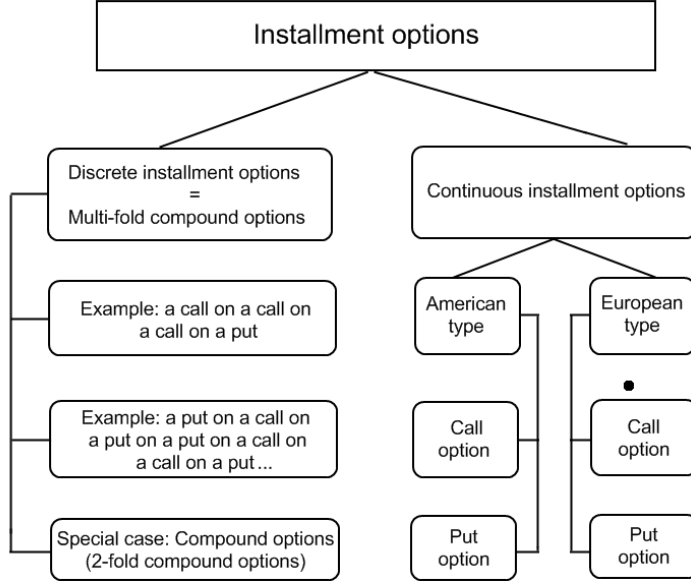 Installment options
Discrete installment options
=
Multi-fold compound options
Continuous installment options
Example: a call on a call on
a call on a put
American
type
European
type
Example: a put on a call on
a put on a put on a call on
a call on a put...
Call
option
Call
option
Special case: Compound options
(2-fold compound options)
Put
option
Put
option